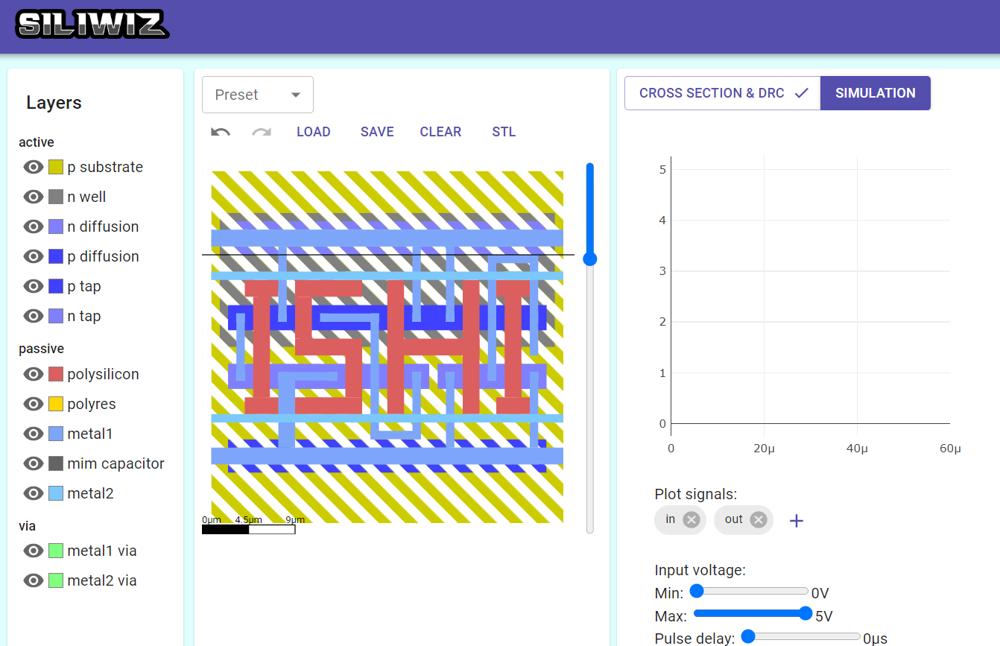 SILIWIZ
Layers
active
p substrate
n well
n diffusion
p diffusion
p tap
n tap
passive
polysilicon
polyres
metal1
mim capacitor
metal2
via
metal1 via
metal2 via
Preset
LOAD SAVE CLEAR STL
ISHI
0µm 4.5µm 9µm
CROSS SECTION & DRC SIMULATION
5
4
3
2
1
0
0 20µ 40µ 60µ
Plot signals:
in out +
Input voltage:
Min: 0V
Max: 5V
Pulse delay: 0µs